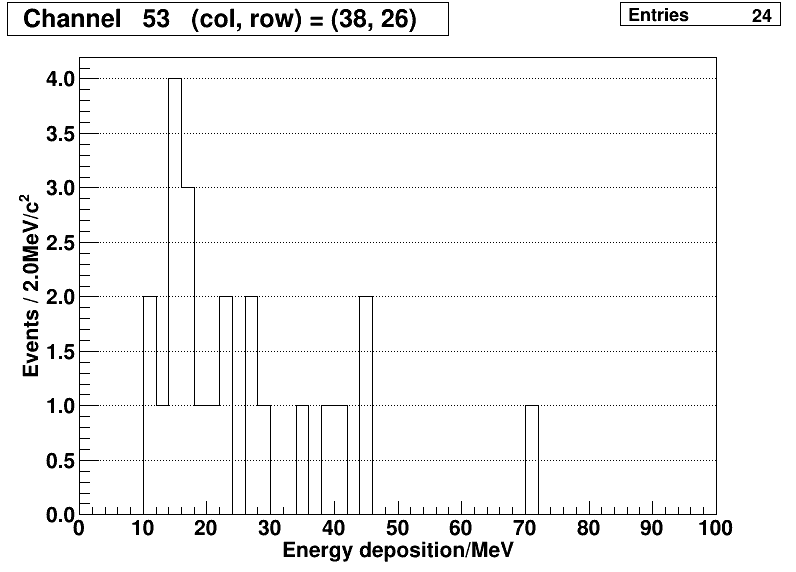 Channel 53 (col, row) = (38, 26)
Entries 24
4.0
3.5
3.0
2.5
2.0
1.5
1.0
0.5
0.0
Events / 2.0MeV/c²
0 10 20 30 40 50 60 70 80 90 100
Energy deposition/MeV